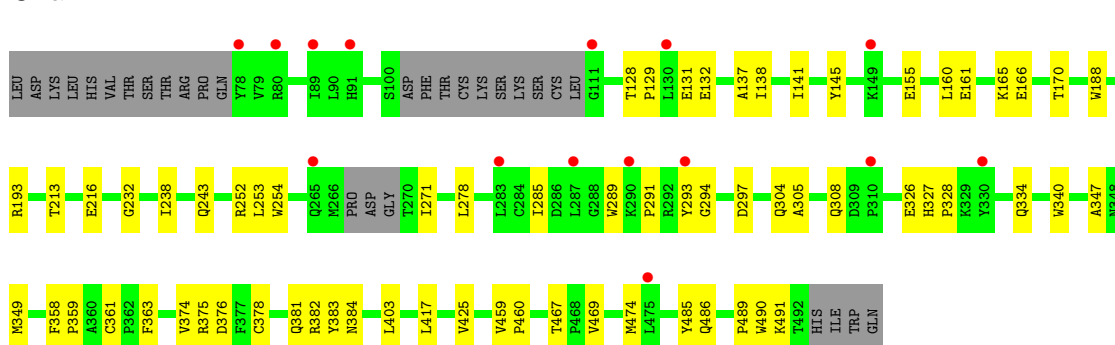 LEU ASP LYS LEU HIS VAL THR SER THR ARG PRO GLN Y78 V79 R80 I89 L90 H91 S100 ASP PHE THR CYS LYS SER LYS SER CYS LEU G111 T128 P129 L130 E131 E132 A137 I138 I141 Y145 K149 E155 L160 E161 K165 E166 T170 W188
R193 T213 E216 G232 I238 Q243 R252 L253 W254 Q265 M266 PRO ASP GLY T270 I271 L278 L283 C284 I285 D286 L287 G288 W289 K290 P291 R292 Y293 G294 D297 Q304 A305 Q308 D309 P310 E326 H327 P328 K329 Y330 Q334 W340 A347 N348
M349 F358 P359 A360 C361 P362 F363 V374 R375 D376 F377 C378 Q381 R382 Y383 N384 L403 L417 V425 V459 P460 T467 P468 V469 M474 L475 Y485 Q486 P489 W490 K491 T492 HIS ILE TRP GLN